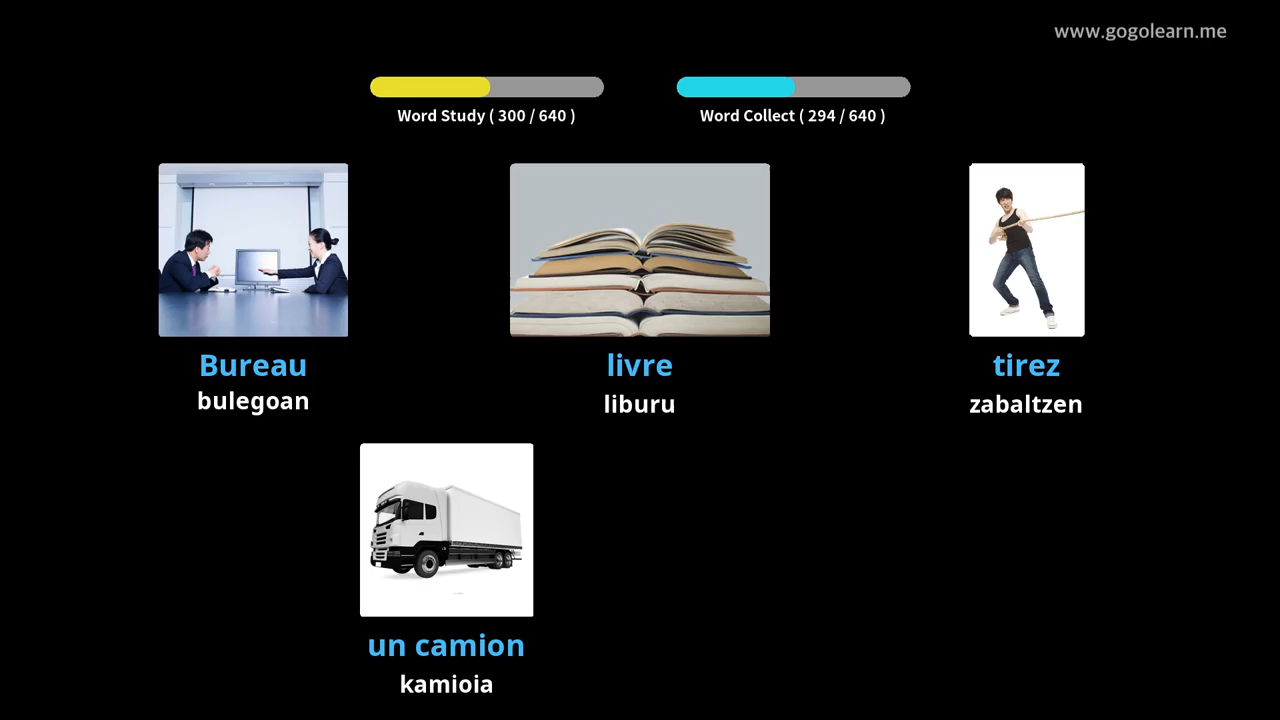 www.gogolearn.me
Word Study ( 300 / 640 )
Word Collect ( 294 / 640 )
Bureau
bulegoan
livre
liburu
tirez
zabaltzen
un camion
kamioia